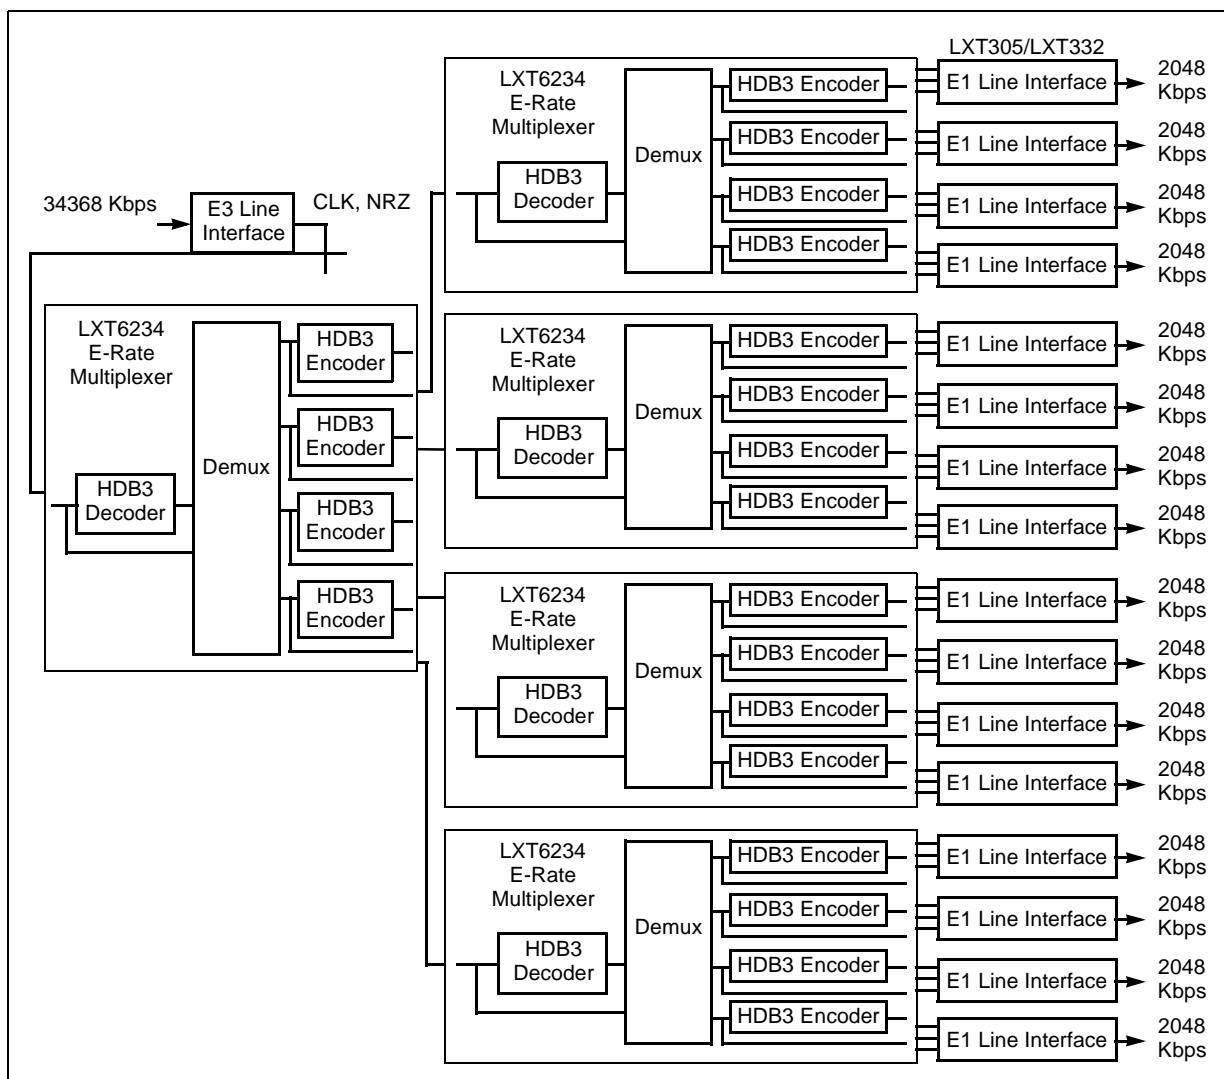 LXT305/LXT332
LXT6234
E-Rate
Multiplexer
HDB3
Decoder
Demux
HDB3 Encoder
HDB3 Encoder
HDB3 Encoder
HDB3 Encoder
E1 Line Interface
2048
Kbps
E1 Line Interface
2048
Kbps
E1 Line Interface
2048
Kbps
E1 Line Interface
2048
Kbps
34368 Kbps
E3 Line
Interface
CLK, NRZ
LXT6234
E-Rate
Multiplexer
HDB3
Decoder
Demux
HDB3
Encoder
HDB3
Encoder
HDB3
Encoder
HDB3
Encoder
LXT6234
E-Rate
Multiplexer
HDB3
Decoder
Demux
HDB3 Encoder
HDB3 Encoder
HDB3 Encoder
HDB3 Encoder
E1 Line Interface
2048
Kbps
E1 Line Interface
2048
Kbps
E1 Line Interface
2048
Kbps
E1 Line Interface
2048
Kbps
LXT6234
E-Rate
Multiplexer
HDB3
Decoder
Demux
HDB3 Encoder
HDB3 Encoder
HDB3 Encoder
HDB3 Encoder
E1 Line Interface
2048
Kbps
E1 Line Interface
2048
Kbps
E1 Line Interface
2048
Kbps
E1 Line Interface
2048
Kbps
LXT6234
E-Rate
Multiplexer
HDB3
Decoder
Demux
HDB3 Encoder
HDB3 Encoder
HDB3 Encoder
HDB3 Encoder
E1 Line Interface
2048
Kbps
E1 Line Interface
2048
Kbps
E1 Line Interface
2048
Kbps
E1 Line Interface
2048
Kbps